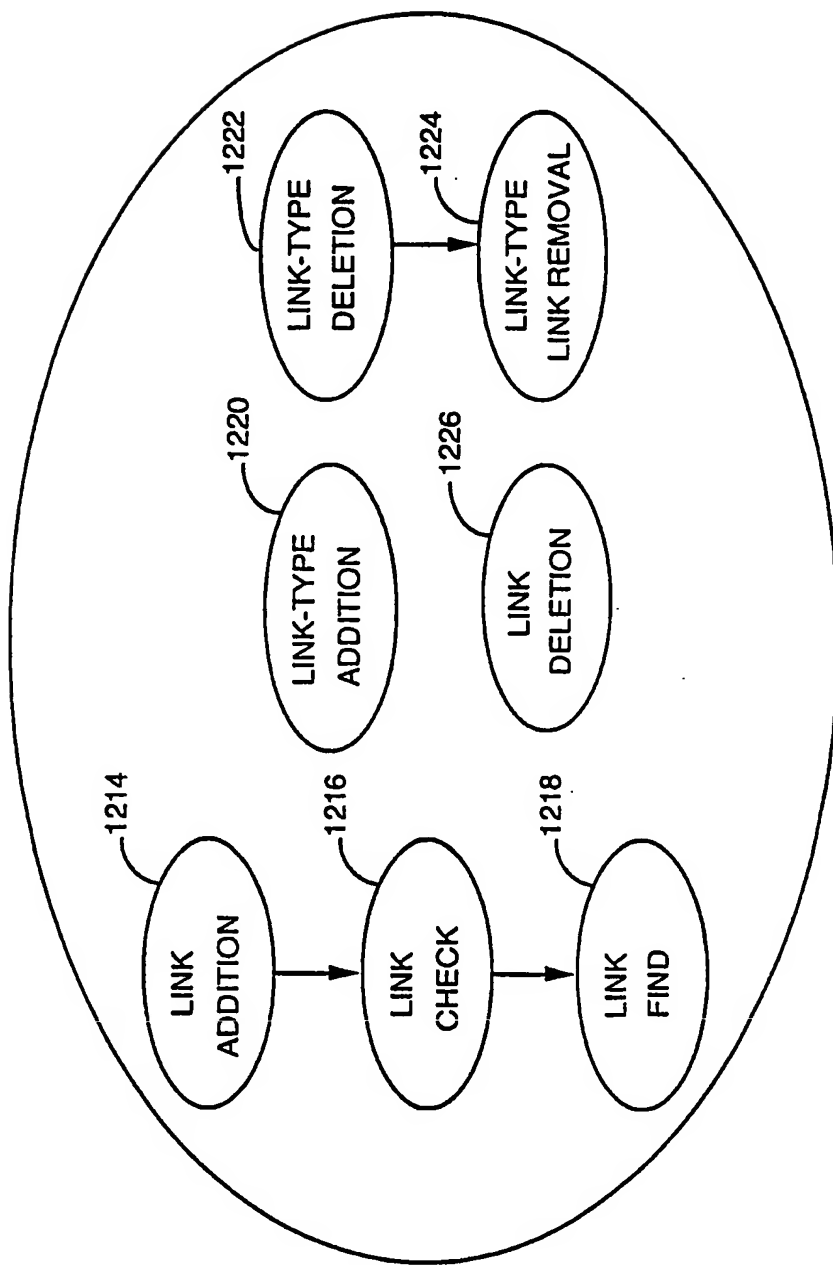 1214
LINK
ADDITION
1216
LINK
CHECK
1218
LINK
FIND
1220
LINK-TYPE
ADDITION
1226
LINK
DELETION
1222
LINK-TYPE
DELETION
1224
LINK-TYPE
LINK REMOVAL